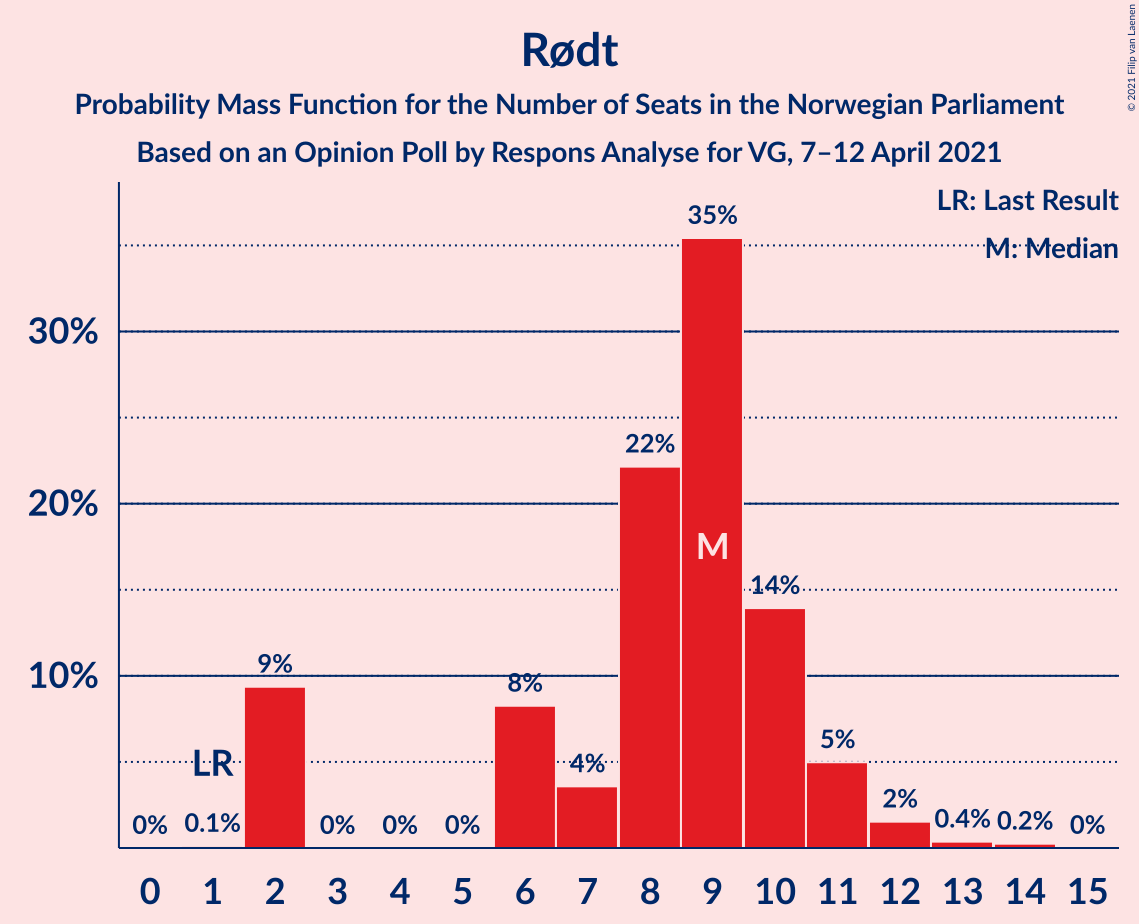 Rødt
Probability Mass Function for the Number of Seats in the Norwegian Parliament
Based on an Opinion Poll by Respons Analyse for VG, 7–12 April 2021
© 2021 Filip van Laenen
LR: Last Result
M: Median
35%
30%
22%
20%
M
14%
10%
9%
8%
LR
4%
5%
2%
0% 0.1% 0% 0% 0% 0.4% 0.2% 0%
0 1 2 3 4 5 6 7 8 9 10 11 12 13 14 15